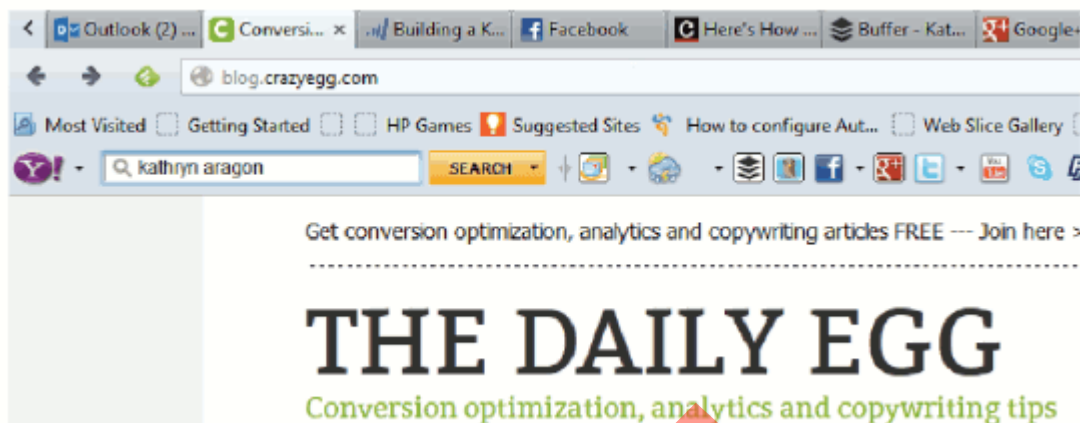 Outlook (2) ... Conversi... × Building a K... Facebook Here's How ... Buffer - Kat... Google+
blog.crazyegg.com
Most Visited Getting Started HP Games Suggested Sites How to configure Aut... Web Slice Gallery
Y! kathryn aragon SEARCH
Get conversion optimization, analytics and copywriting articles FREE --- Join here >
THE DAILY EGG
Conversion optimization, analytics and copywriting tips